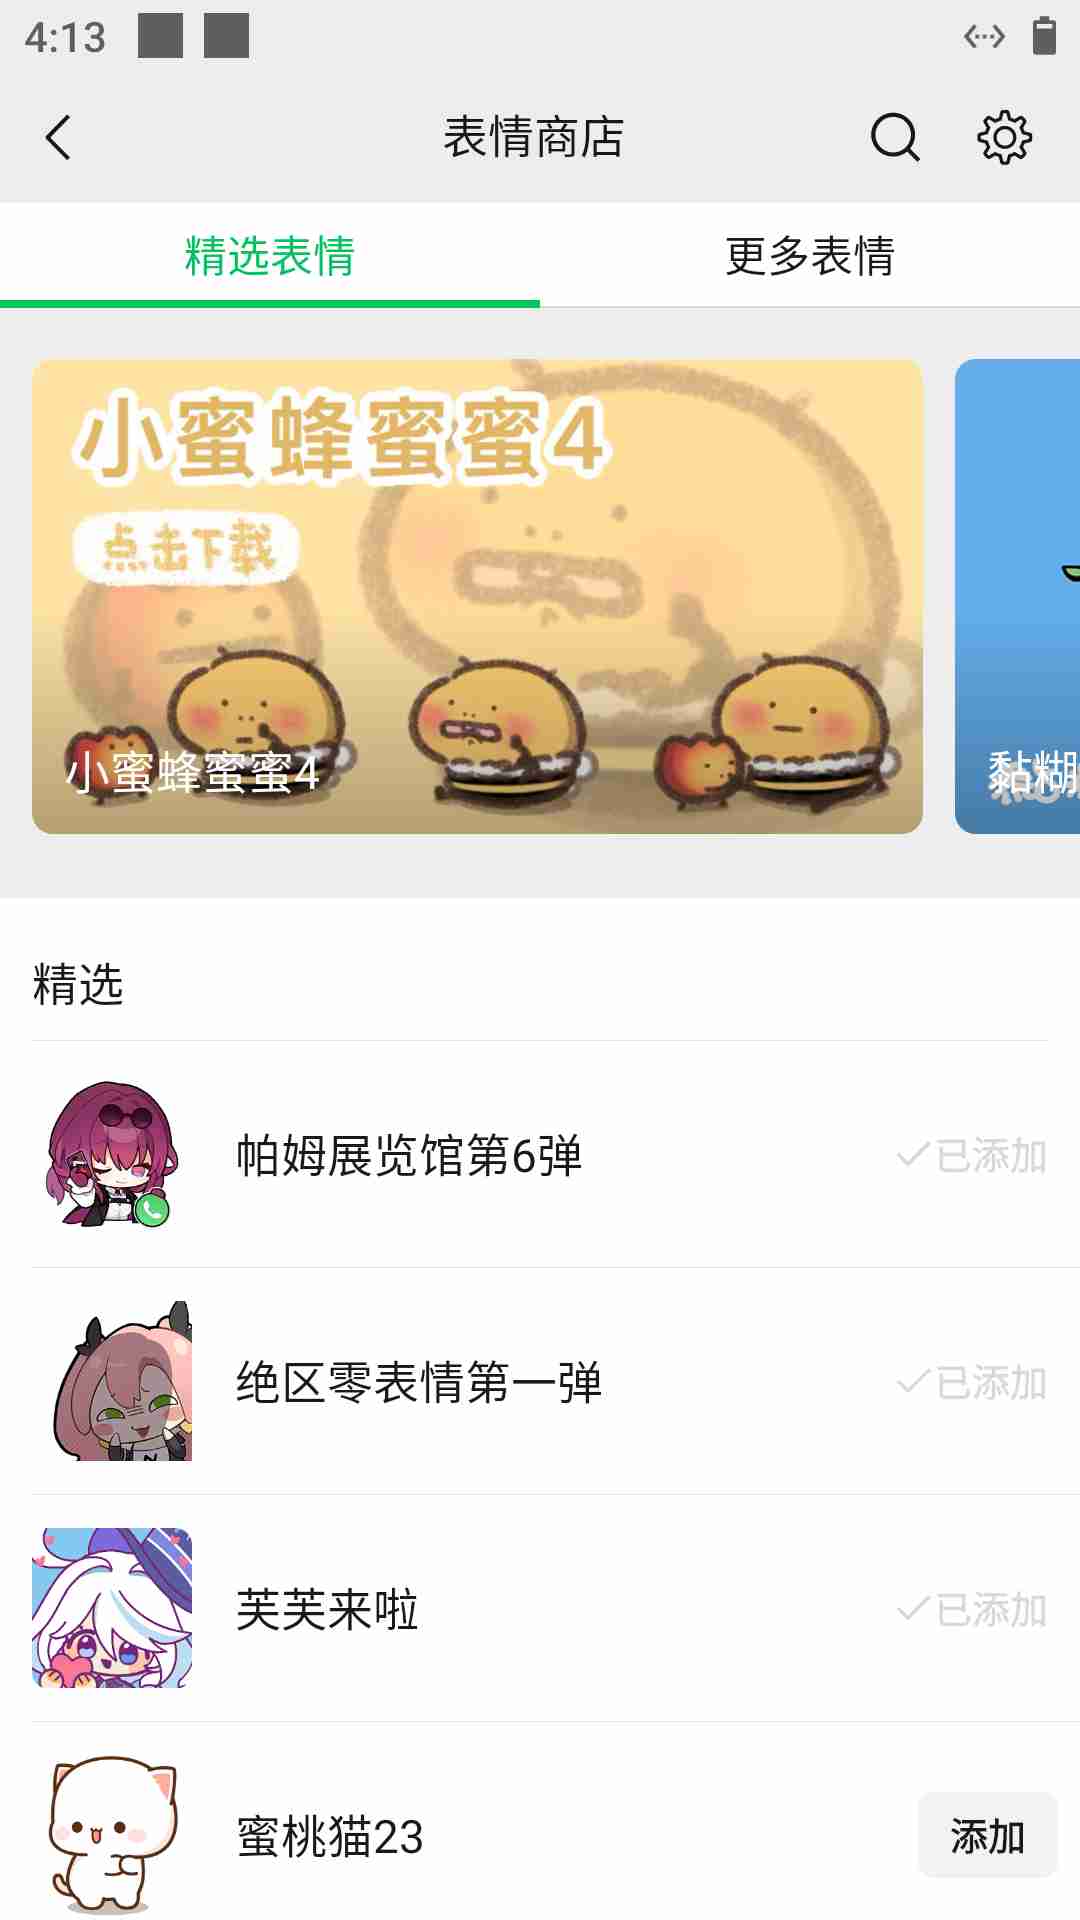 4:13
表情商店
精选表情
更多表情
小蜜蜂蜜蜜4
点击下载
小蜜蜂蜜蜜4
黏糊
精选
帕姆展览馆第6弹
已添加
绝区零表情第一弹
已添加
芙芙来啦
已添加
蜜桃猫23
添加